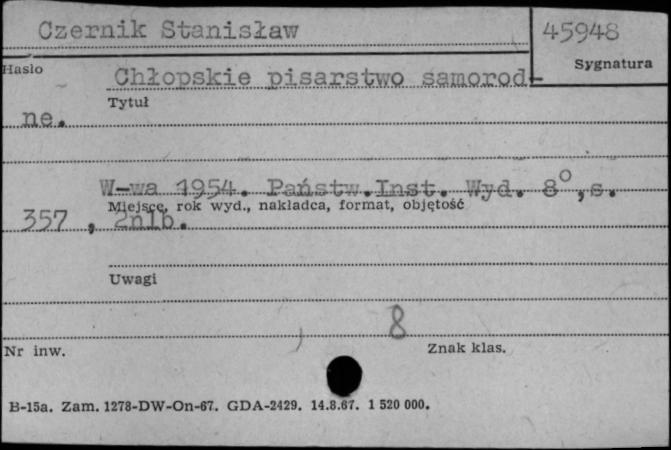 Czernik Stanisław
45948
Hasło
Sygnatura
Chłopskie pisarstwo samorod-
Tytuł
ne.
W-wa 1954. Państw.Inst. Wyd. 8°,s.
Miejsce, rok wyd., nakładca, format, objętość
357 , 2nlb.
Uwagi
8
Nr inw.
Znak klas.
B-15a. Zam. 1278-DW-On-67. GDA-2429. 14.8.67. 1 520 000.